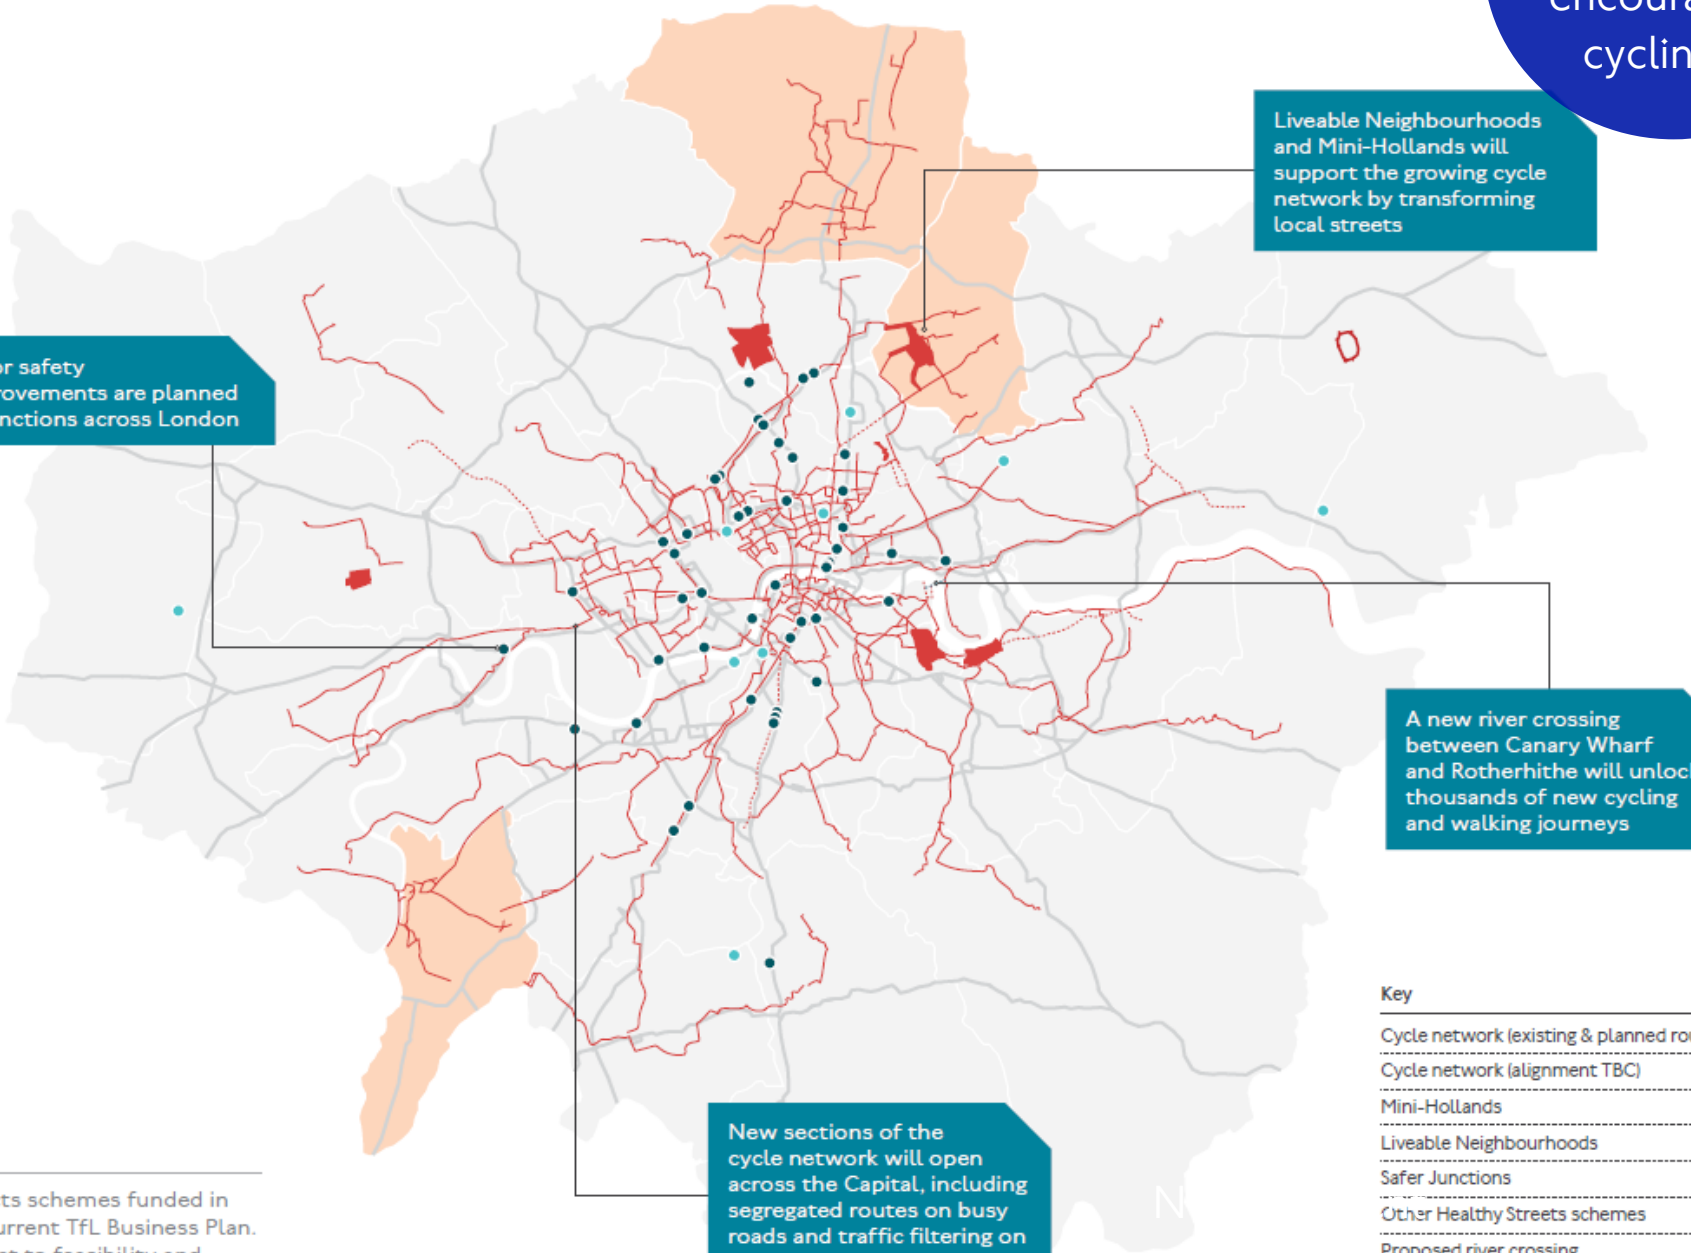 cyclin
Liveable Neighbourhoods
and Mini-Hollands will
support the growing cycle
network by transforming
local streets
or safety
rovements are planned
nctions across London
A new river crossing
between Canary Wharf
and Rotherhithe will unloc
thousands of new cycling
and walking journeys
Key
Cycle network (existing & planned ro
Cycle network (alignment TBC)
Mini-Hollands
Liveable Neighbourhoods
Safer Junctions
Other Healthy Streets schemes
Proposed river crossing
New sections of the
cycle network will open
across the Capital, including
segregated routes on busy
roads and traffic filtering on
ts schemes funded in
urrent TfL Business Plan.